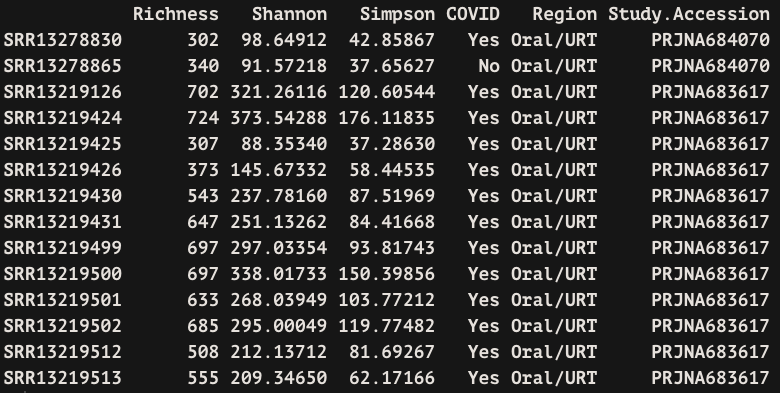 Richness Shannon Simpson COVID Region Study.Accession
SRR13278830 302 98.64912 42.85867 Yes Oral/URT PRJNA684070
SRR13278865 340 91.57218 37.65627 No Oral/URT PRJNA684070
SRR13219126 702 321.26116 120.60544 Yes Oral/URT PRJNA683617
SRR13219424 724 373.54288 176.11835 Yes Oral/URT PRJNA683617
SRR13219425 307 88.35340 37.28630 Yes Oral/URT PRJNA683617
SRR13219426 373 145.67332 58.44535 Yes Oral/URT PRJNA683617
SRR13219430 543 237.78160 87.51969 Yes Oral/URT PRJNA683617
SRR13219431 647 251.13262 84.41668 Yes Oral/URT PRJNA683617
SRR13219499 697 297.03354 93.81743 Yes Oral/URT PRJNA683617
SRR13219500 697 338.01733 150.39856 Yes Oral/URT PRJNA683617
SRR13219501 633 268.03949 103.77212 Yes Oral/URT PRJNA683617
SRR13219502 685 295.00049 119.77482 Yes Oral/URT PRJNA683617
SRR13219512 508 212.13712 81.69267 Yes Oral/URT PRJNA683617
SRR13219513 555 209.34650 62.17166 Yes Oral/URT PRJNA683617